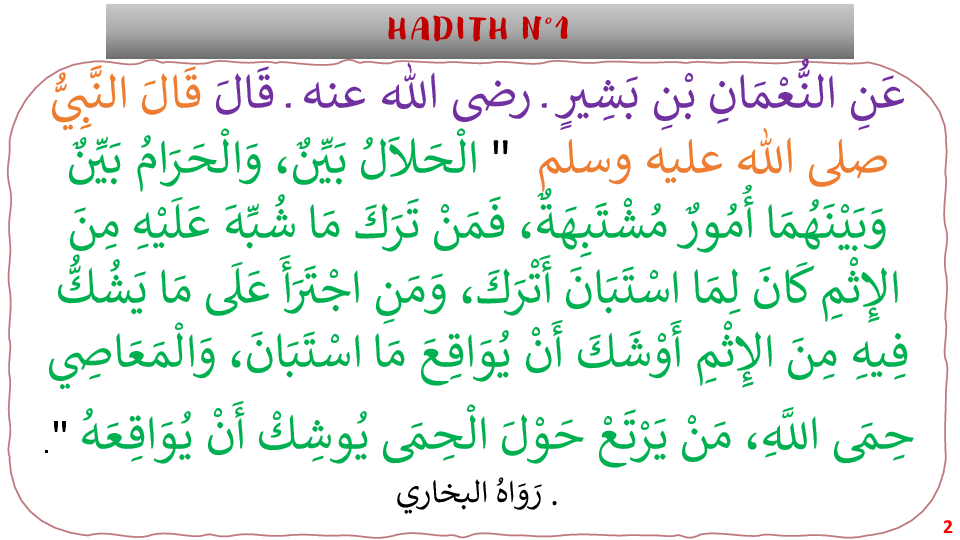 HADITH N°1
عَنِ النُّعْمَانِ بْنِ بَشِيرٍ . رضى الله عنه . قَالَ قَالَ النَّبِيُّ
صلى الله عليه وسلم " الْحَلاَلُ بَيِّنٌ، وَالْحَرَامُ بَيِّنٌ
وَبَيْنَهُمَا أُمُورٌ مُشْتَبِهَةٌ، فَمَنْ تَرَكَ مَا شُبِّهَ عَلَيْهِ مِنَ
الإِثْمِ كَانَ لِمَا اسْتَبَانَ أَتْرَكَ، وَمَنِ اجْتَرَأَ عَلَى مَا يَشُكُّ
فِيهِ مِنَ الإِثْمِ أَوْشَكَ أَنْ يُوَاقِعَ مَا اسْتَبَانَ، وَالْمَعَاصِي
حِمَى اللَّهِ، مَنْ يَرْتَعْ حَوْلَ الْحِمَى يُوشِكْ أَنْ يُوَاقِعَهُ ".
. رَوَاهُ البخاري
2